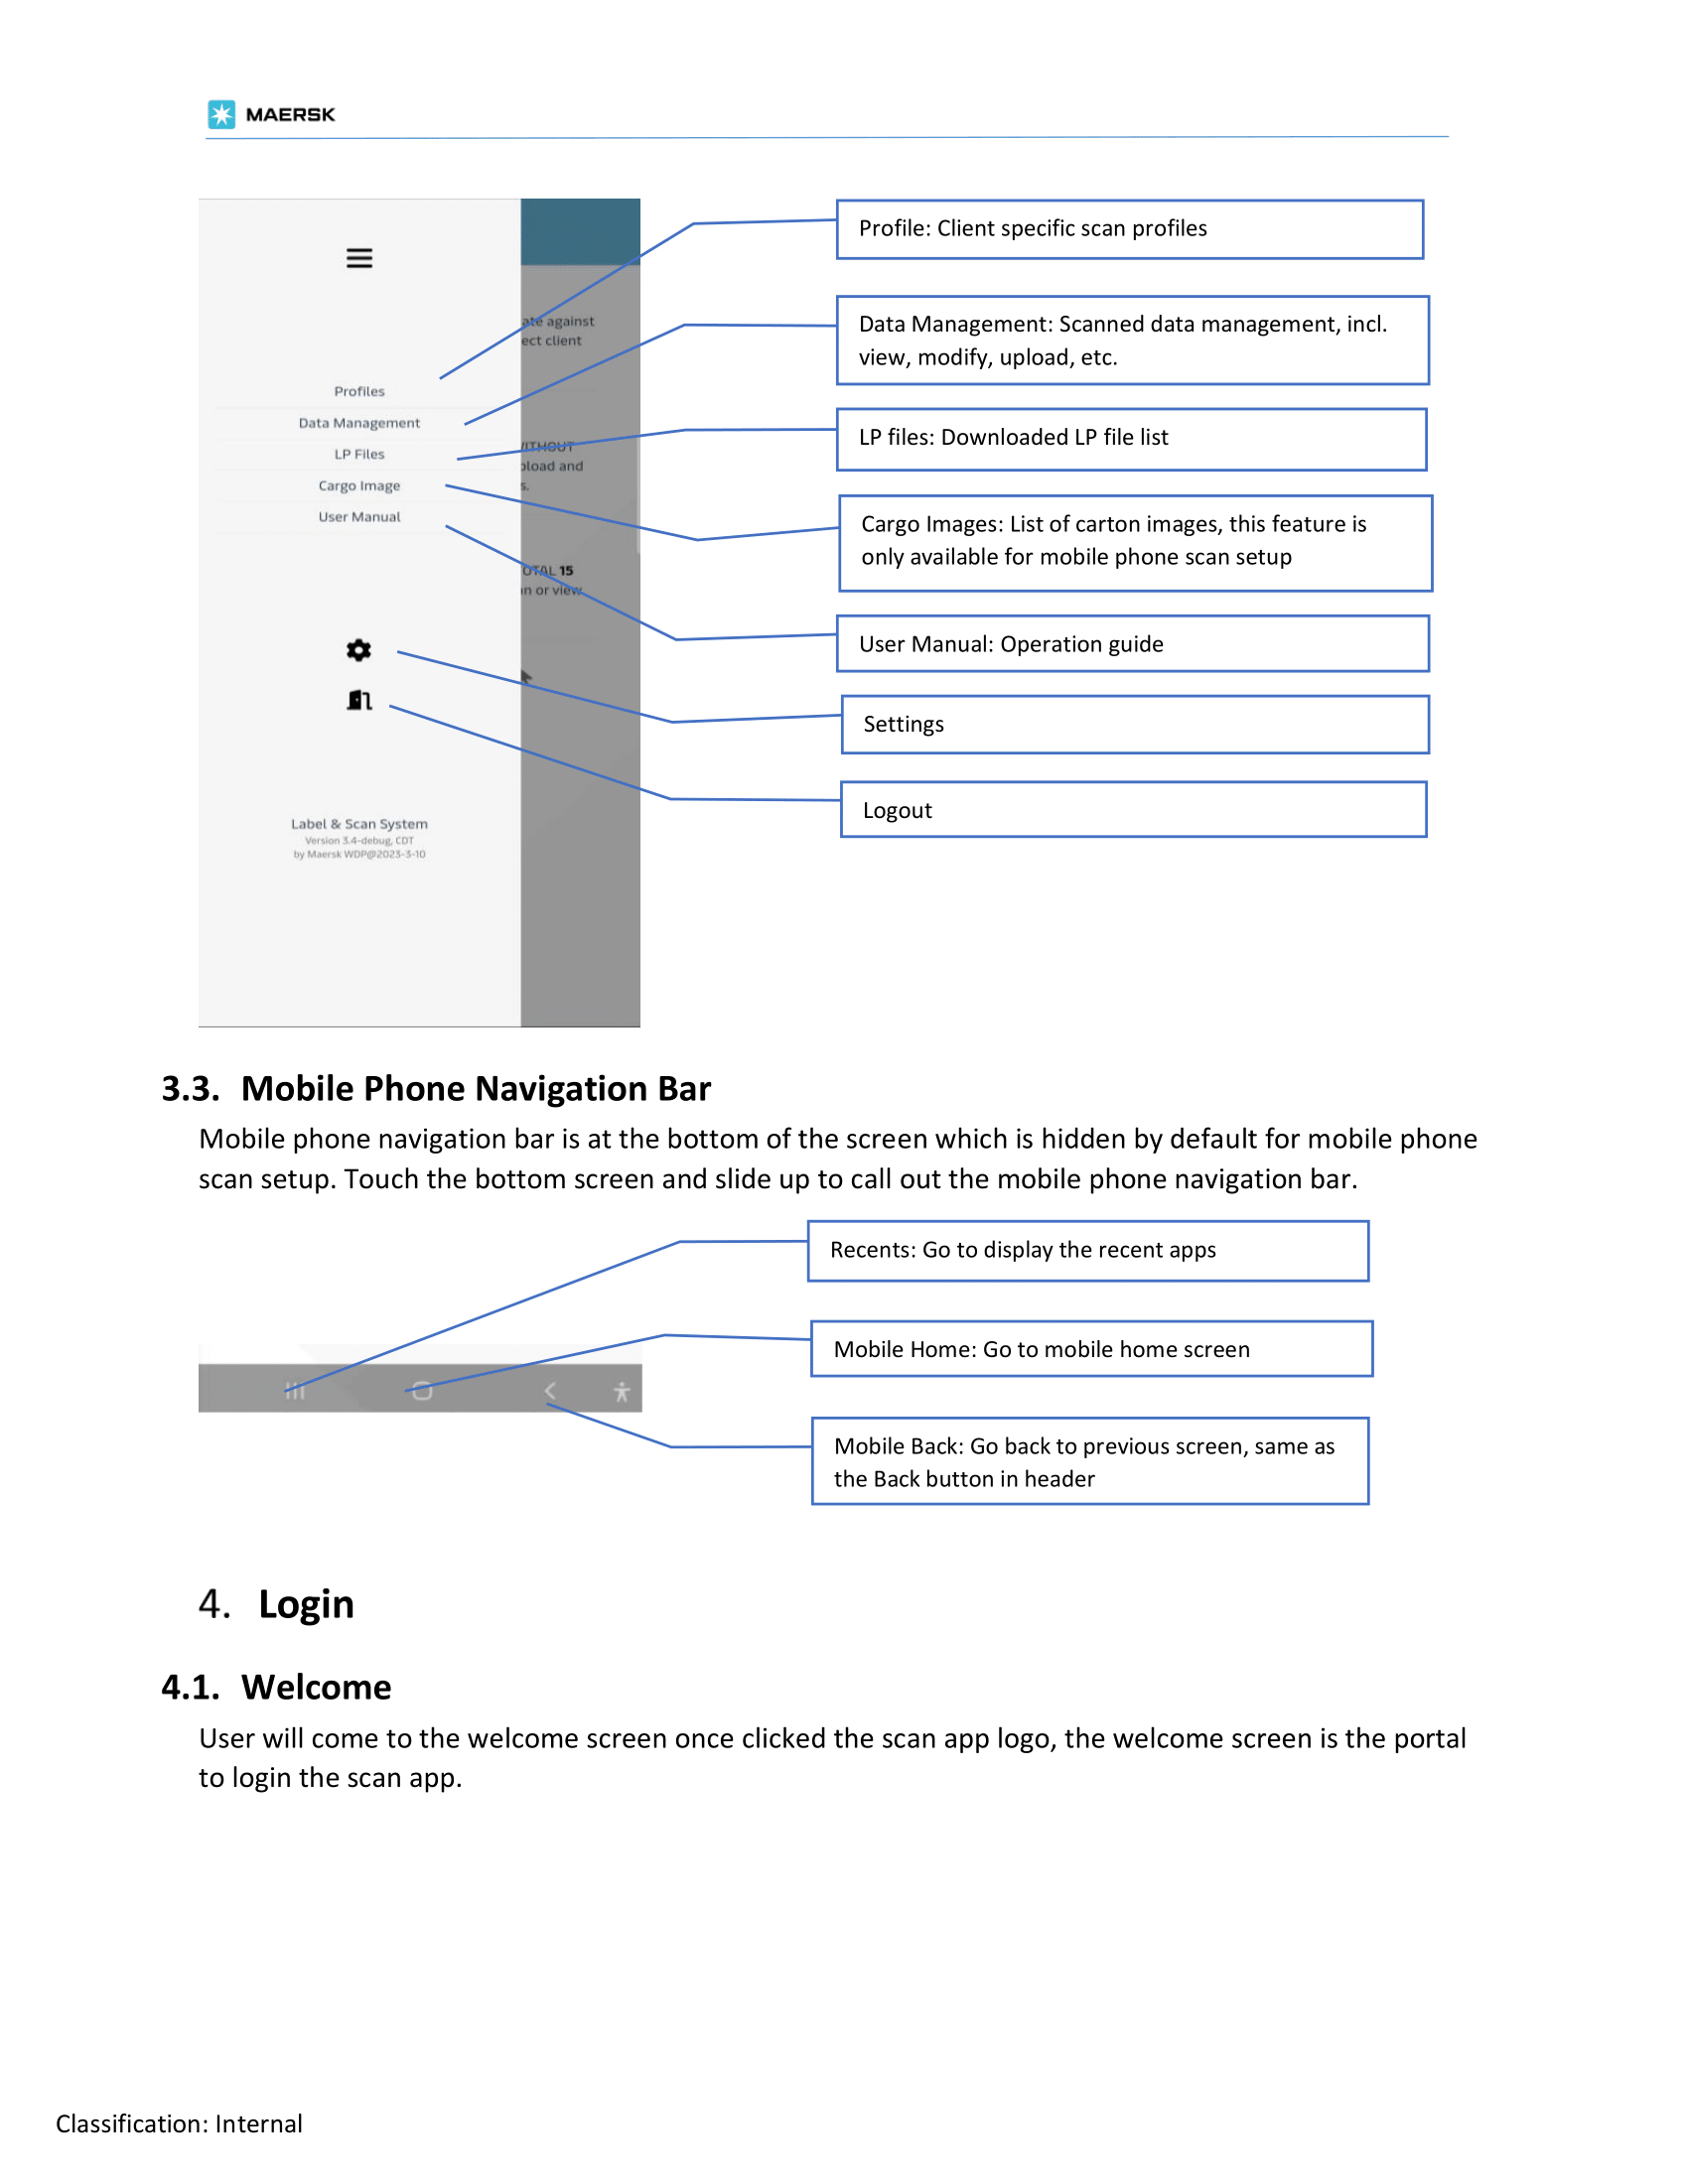 MAERSK
Profile: Client specific scan profiles
Data Management: Scanned data management, incl.
view, modify, upload, etc.
LP files: Downloaded LP file list
Cargo Images: List of carton images, this feature is
only available for mobile phone scan setup
User Manual: Operation guide
Settings
Logout
Profiles
Data Management
LP Files
Cargo Image
User Manual
Label & Scan System
Version 3.4-debug, CDT
by Maersk WDP@2023-3-10
against
ect client
and
15
or view
3.3. Mobile Phone Navigation Bar
Mobile phone navigation bar is at the bottom of the screen which is hidden by default for mobile phone
scan setup. Touch the bottom screen and slide up to call out the mobile phone navigation bar.
Recents: Go to display the recent apps
Mobile Home: Go to mobile home screen
Mobile Back: Go back to previous screen, same as
the Back button in header
4. Login
4.1. Welcome
User will come to the welcome screen once clicked the scan app logo, the welcome screen is the portal
to login the scan app.
Classification: Internal